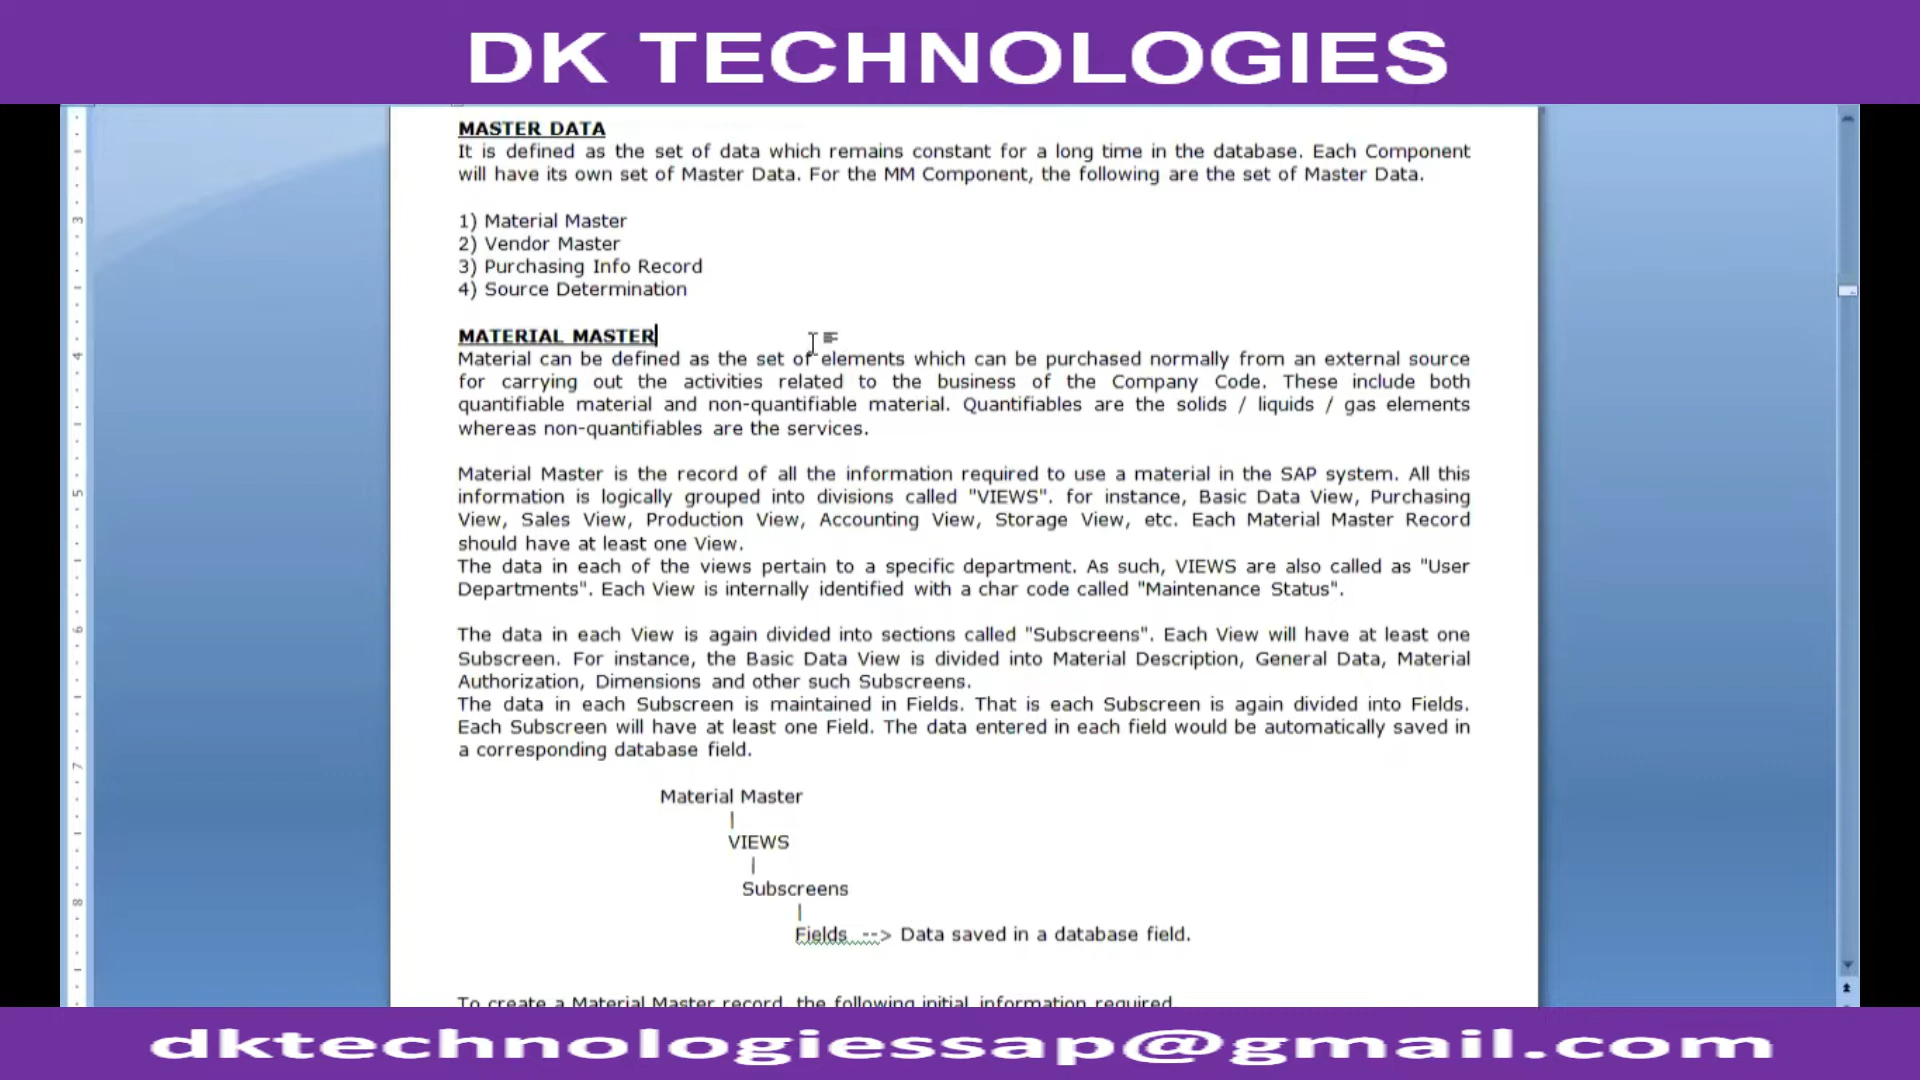 DK TECHNOLOGIES
MASTER DATA
It is defined as the set of data which remains constant for a long time in the database. Each Component
will have its own set of Master Data. For the MM Component, the following are the set of Master Data.
1) Material Master
2) Vendor Master
3) Purchasing Info Record
4) Source Determination
MATERIAL MASTER
Material can be defined as the set of elements which can be purchased normally from an external source
for carrying out the activities related to the business of the Company Code. These include both
quantifiable material and non-quantifiable material. Quantifiables are the solids / liquids / gas elements
whereas non-quantifiables are the services.
Material Master is the record of all the information required to use a material in the SAP system. All this
information is logically grouped into divisions called "VIEWS". for instance, Basic Data View, Purchasing
View, Sales View, Production View, Accounting View, Storage View, etc. Each Material Master Record
should have at least one View.
The data in each of the views pertain to a specific department. As such, VIEWS are also called as "User
Departments". Each View is internally identified with a char code called "Maintenance Status".
The data in each View is again divided into sections called "Subscreens". Each View will have at least one
Subscreen. For instance, the Basic Data View is divided into Material Description, General Data, Material
Authorization, Dimensions and other such Subscreens.
The data in each Subscreen is maintained in Fields. That is each Subscreen is again divided into Fields.
Each Subscreen will have at least one Field. The data entered in each field would be automatically saved in
a corresponding database field.
Material Master
|
VIEWS
|
Subscreens
|
Fields --> Data saved in a database field.
To create a Material Master record, the following initial information required
3
4
5
6
7
8
dktechnologiessap@gmail.com